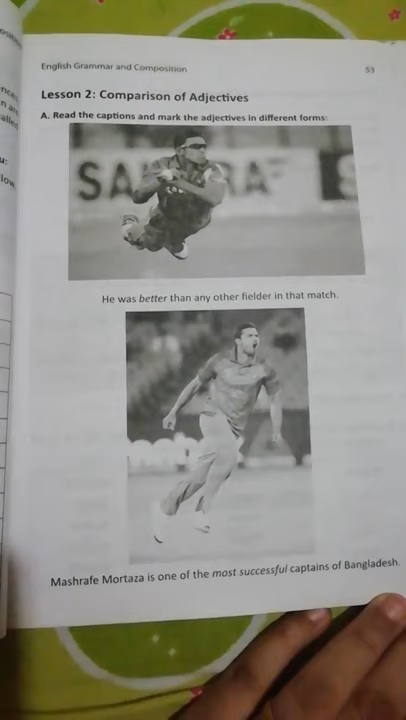 English Grammar and Composition 53
Lesson 2: Comparison of Adjectives
A. Read the captions and mark the adjectives in different forms:
He was better than any other fielder in that match.
Mashrafe Mortaza is one of the most successful captains of Bangladesh.